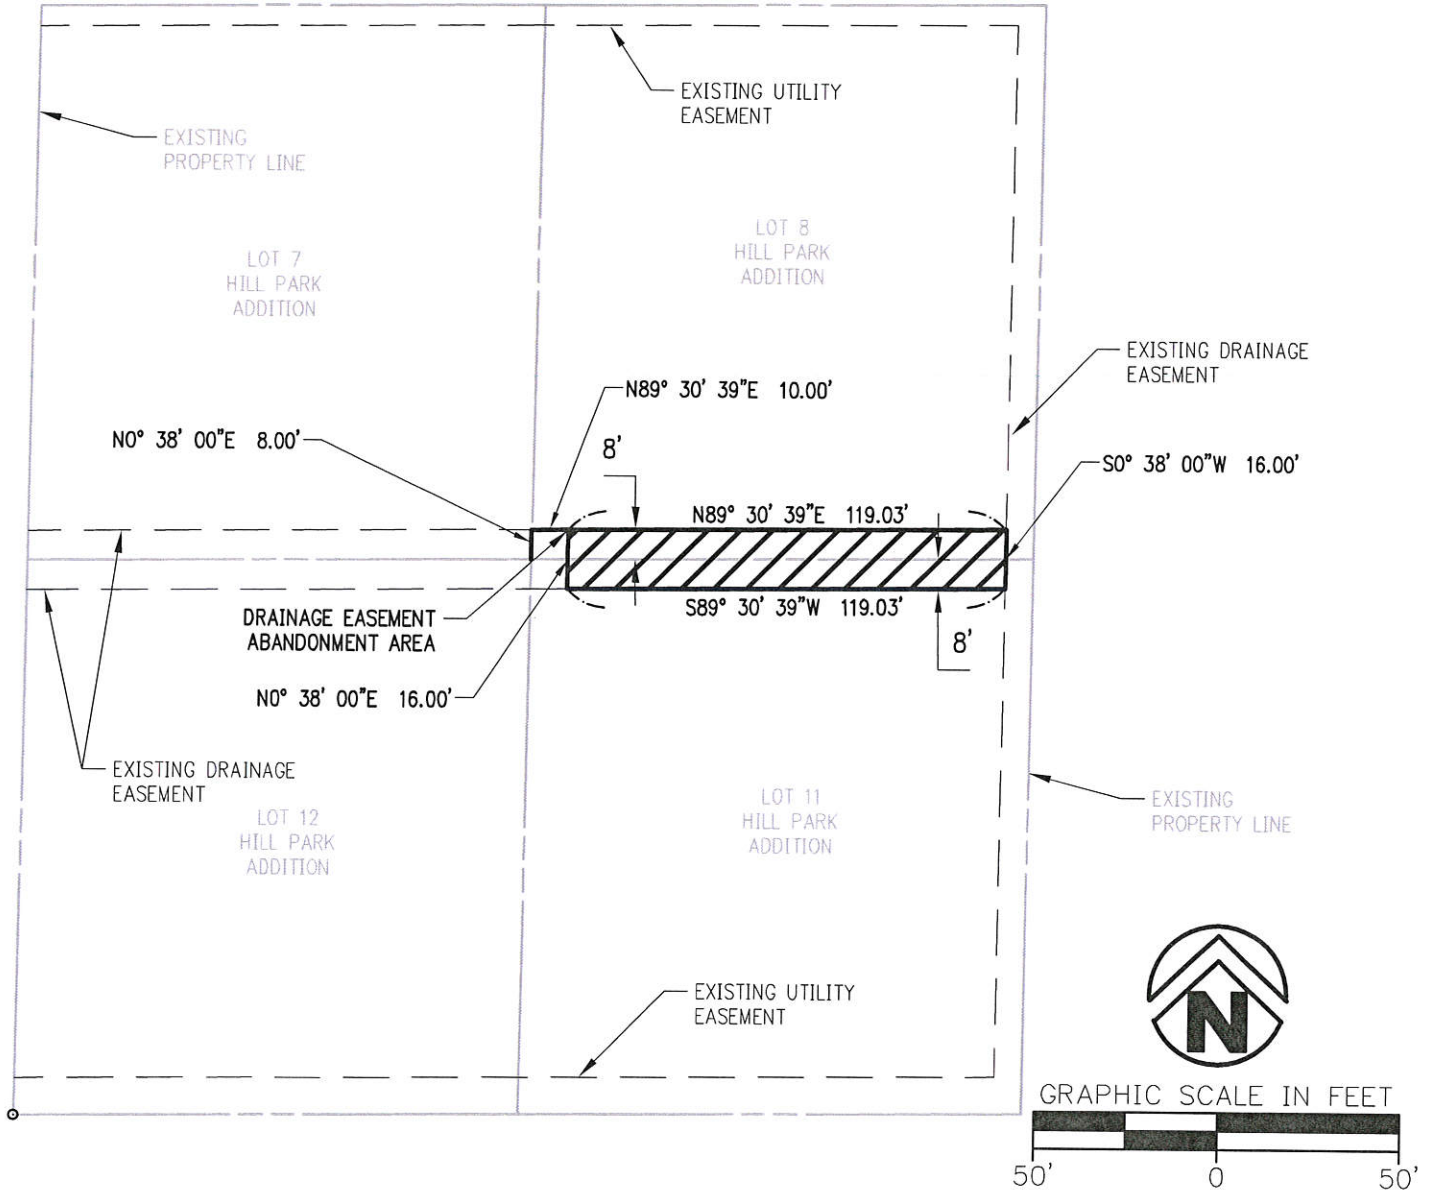 EXISTING UTILITY
EASEMENT
EXISTING
PROPERTY LINE
LOT 8
HILL PARK
ADDITION
LOT 7
HILL PARK
ADDITION
EXISTING DRAINAGE
EASEMENT
N89° 30' 39"E 10.00'
N0° 38' 00"E 8.00'
8'
S0° 38' 00"W 16.00'
N89° 30' 39"E 119.03'
S89° 30' 39"W 119.03'
DRAINAGE EASEMENT
ABANDONMENT AREA
8'
N0° 38' 00"E 16.00'
EXISTING DRAINAGE
EASEMENT
LOT 12
HILL PARK
ADDITION
LOT 11
HILL PARK
ADDITION
EXISTING
PROPERTY LINE
EXISTING UTILITY
EASEMENT
N
GRAPHIC SCALE IN FEET
50' 0 50'